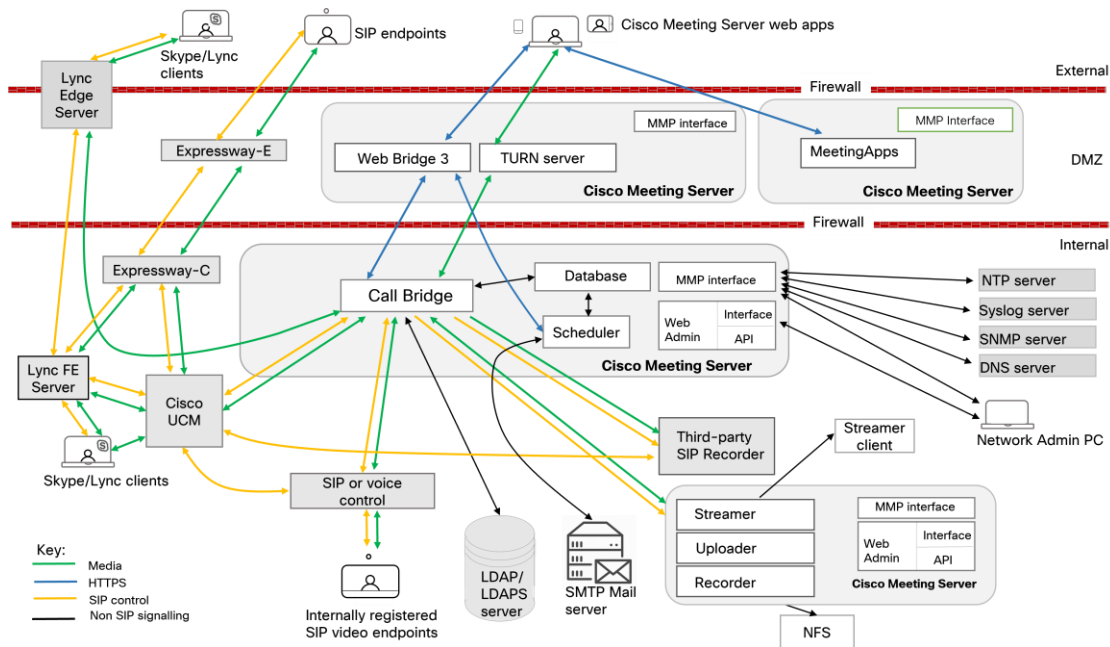 Skype/Lync
clients
SIP endpoints
Cisco Meeting Server web apps
External
Firewall
Lync
Edge
Server
Expressway-E
MMP interface
Web Bridge 3
TURN server
Cisco Meeting Server
MMP Interface
MeetingApps
Cisco Meeting Server
DMZ
Firewall
Internal
Expressway-C
Call Bridge
Database
Scheduler
MMP interface
Web
Admin
Interface
API
Cisco Meeting Server
NTP server
Syslog server
SNMP server
DNS server
Network Admin PC
Lync FE
Server
Cisco
UCM
S
Skype/Lync clients
SIP or voice
control
Third-party
SIP Recorder
Streamer
client
Streamer
Uploader
Recorder
MMP interface
Web
Admin
Interface
API
Cisco Meeting Server
NFS
LDAP/
LDAPS
server
SMTP Mail
server
Internally registered
SIP video endpoints
Key:
Media
HTTPS
SIP control
Non SIP signalling